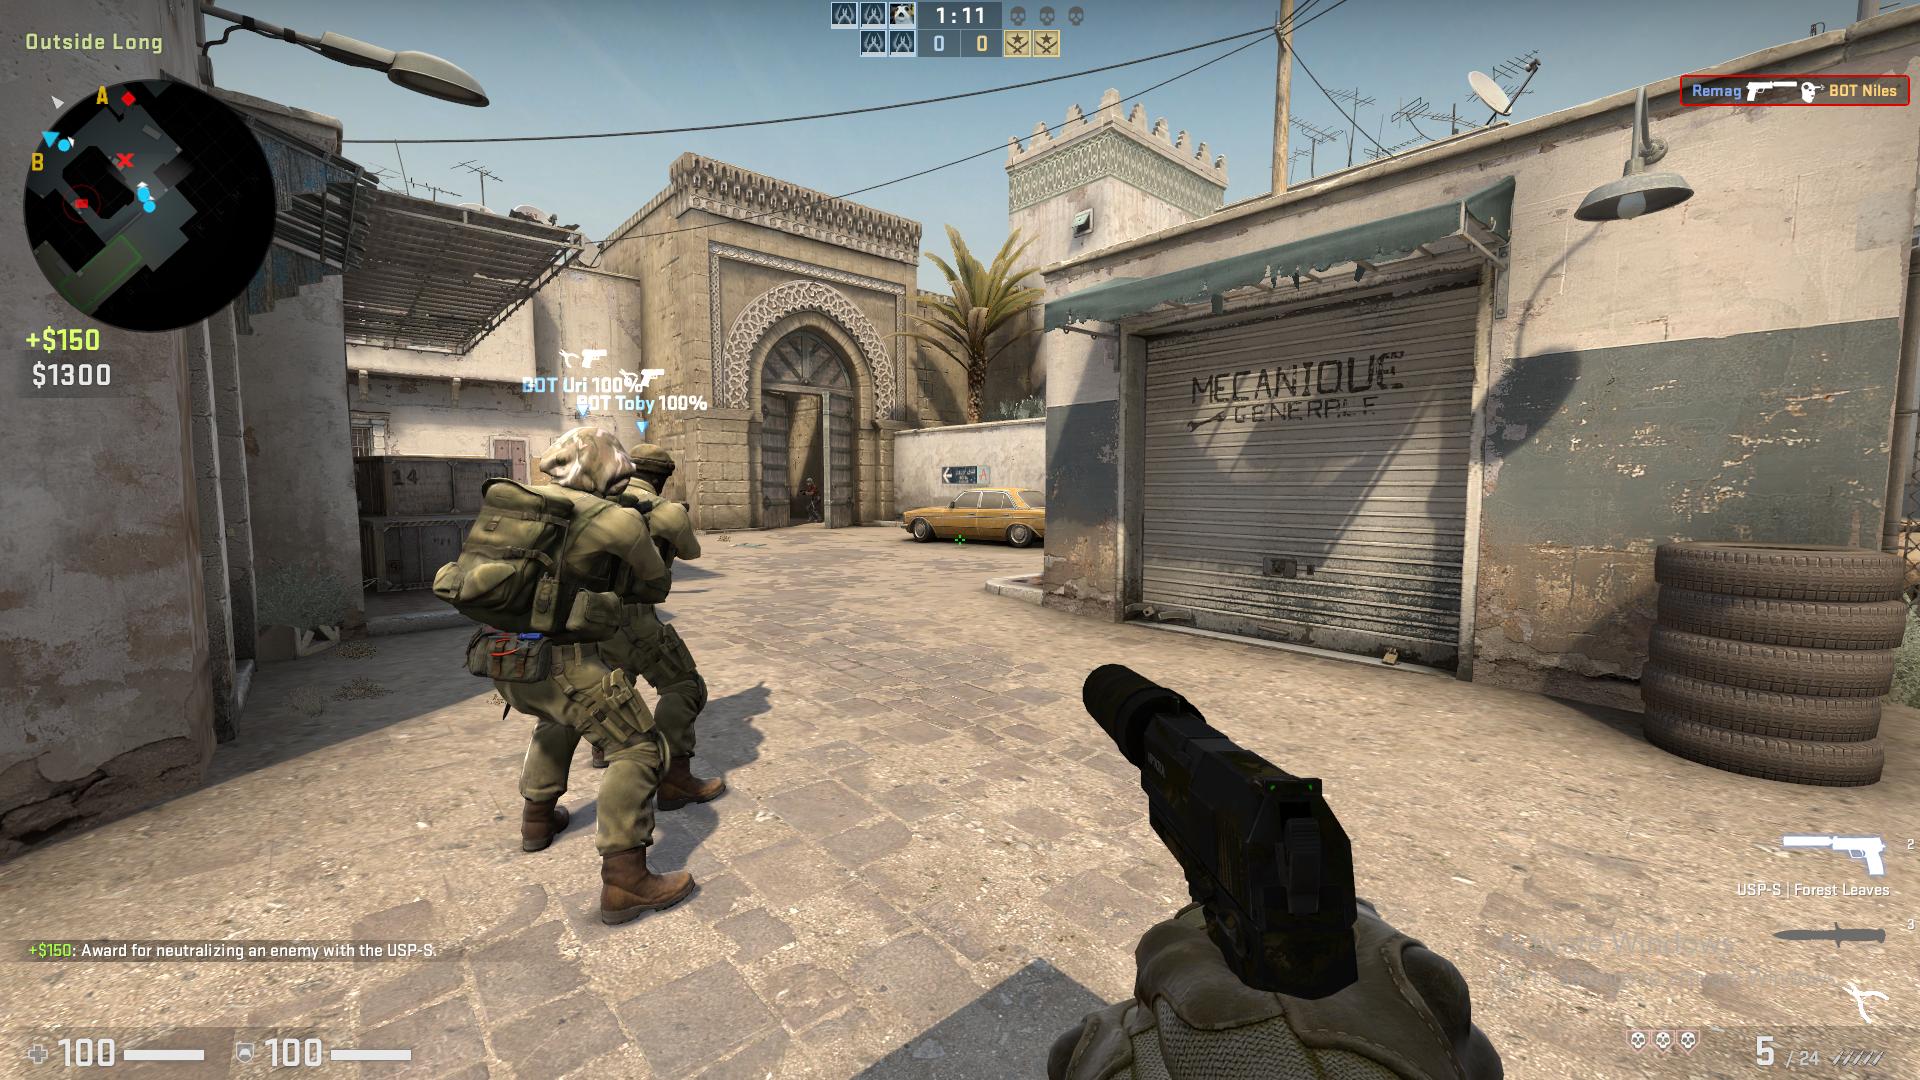 Outside Long
1:11
0 0
A
B
Remag BOT Niles
+$150
$1300
BOT Uri 100%
BOT Toby 100%
MECANIQUE
GENERALE
14
A
2
USP-S | Forest Leaves
3
+$150: Award for neutralizing an enemy with the USP-S.
Activate Windows
100 100
5 / 24